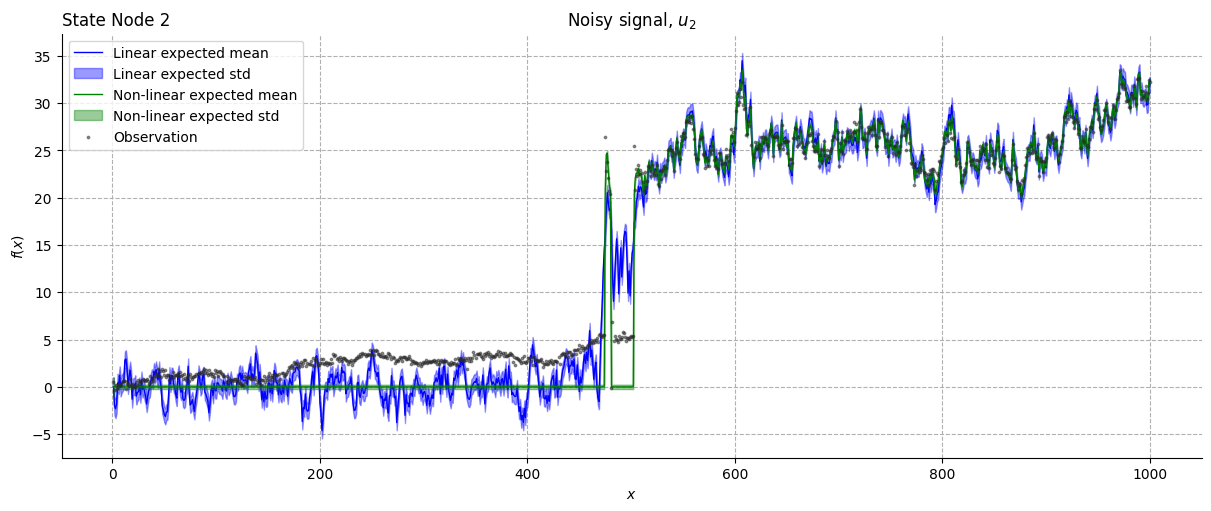 State Node 2
Noisy signal, u₂
Linear expected mean
Linear expected std
Non-linear expected mean
Non-linear expected std
Observation
35
30
25
20
15
10
5
0
−5
f(x)
0 200 400 600 800 1000
x